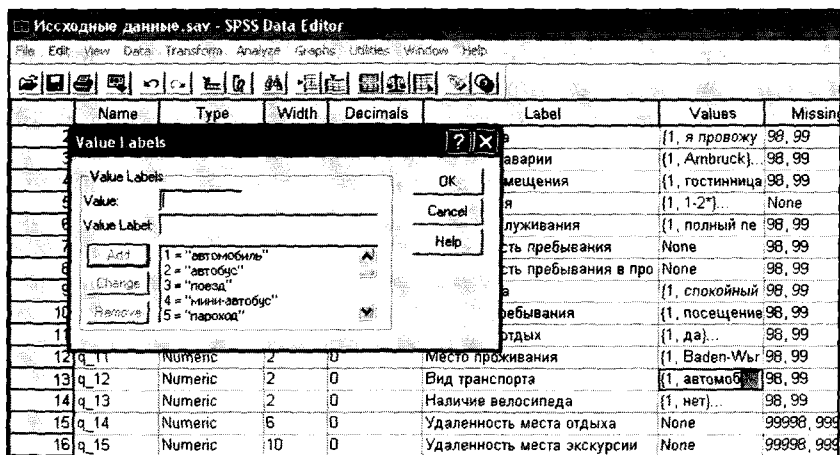 Иссходные данные.sav - SPSS Data Editor
File Edit View Data Transform Analyze Graphs Utilities Window Help
Name Type Width Decimals Label Values Missing
Value Labels
Value Labels
Value:
Value Label:
OK
Cancel
Help
Add
Change
Remove
1 = "автомобиль"
2 = "автобус"
3 = "поезд"
4 = "мини-автобус"
5 = "пароход"
{1, я провожу 98, 99
аварии {1, Ambruck}... 98, 99
мещения {1, гостинница 98, 99
я {1, 1-2*}... None
луживания {1, полный пе 98, 99
сть пребывания None 98, 99
сть пребывания в про None 98, 99
а {1, спокойный 98, 99
10 ребывания {1, посещение 98, 99
11 отдых {1, да}... 98, 99
12 q_11 Numeric 2 0 Место проживания {1, Baden-Wьr 98, 99
13 q_12 Numeric 2 0 Вид транспорта {1, автомоб 98, 99
14 q_13 Numeric 2 0 Наличие велосипеда {1, нет}... 98, 99
15 q_14 Numeric 6 0 Удаленность места отдыха None 99998, 999
16 q_15 Numeric 10 0 Удаленность места экскурсии None 99998, 999